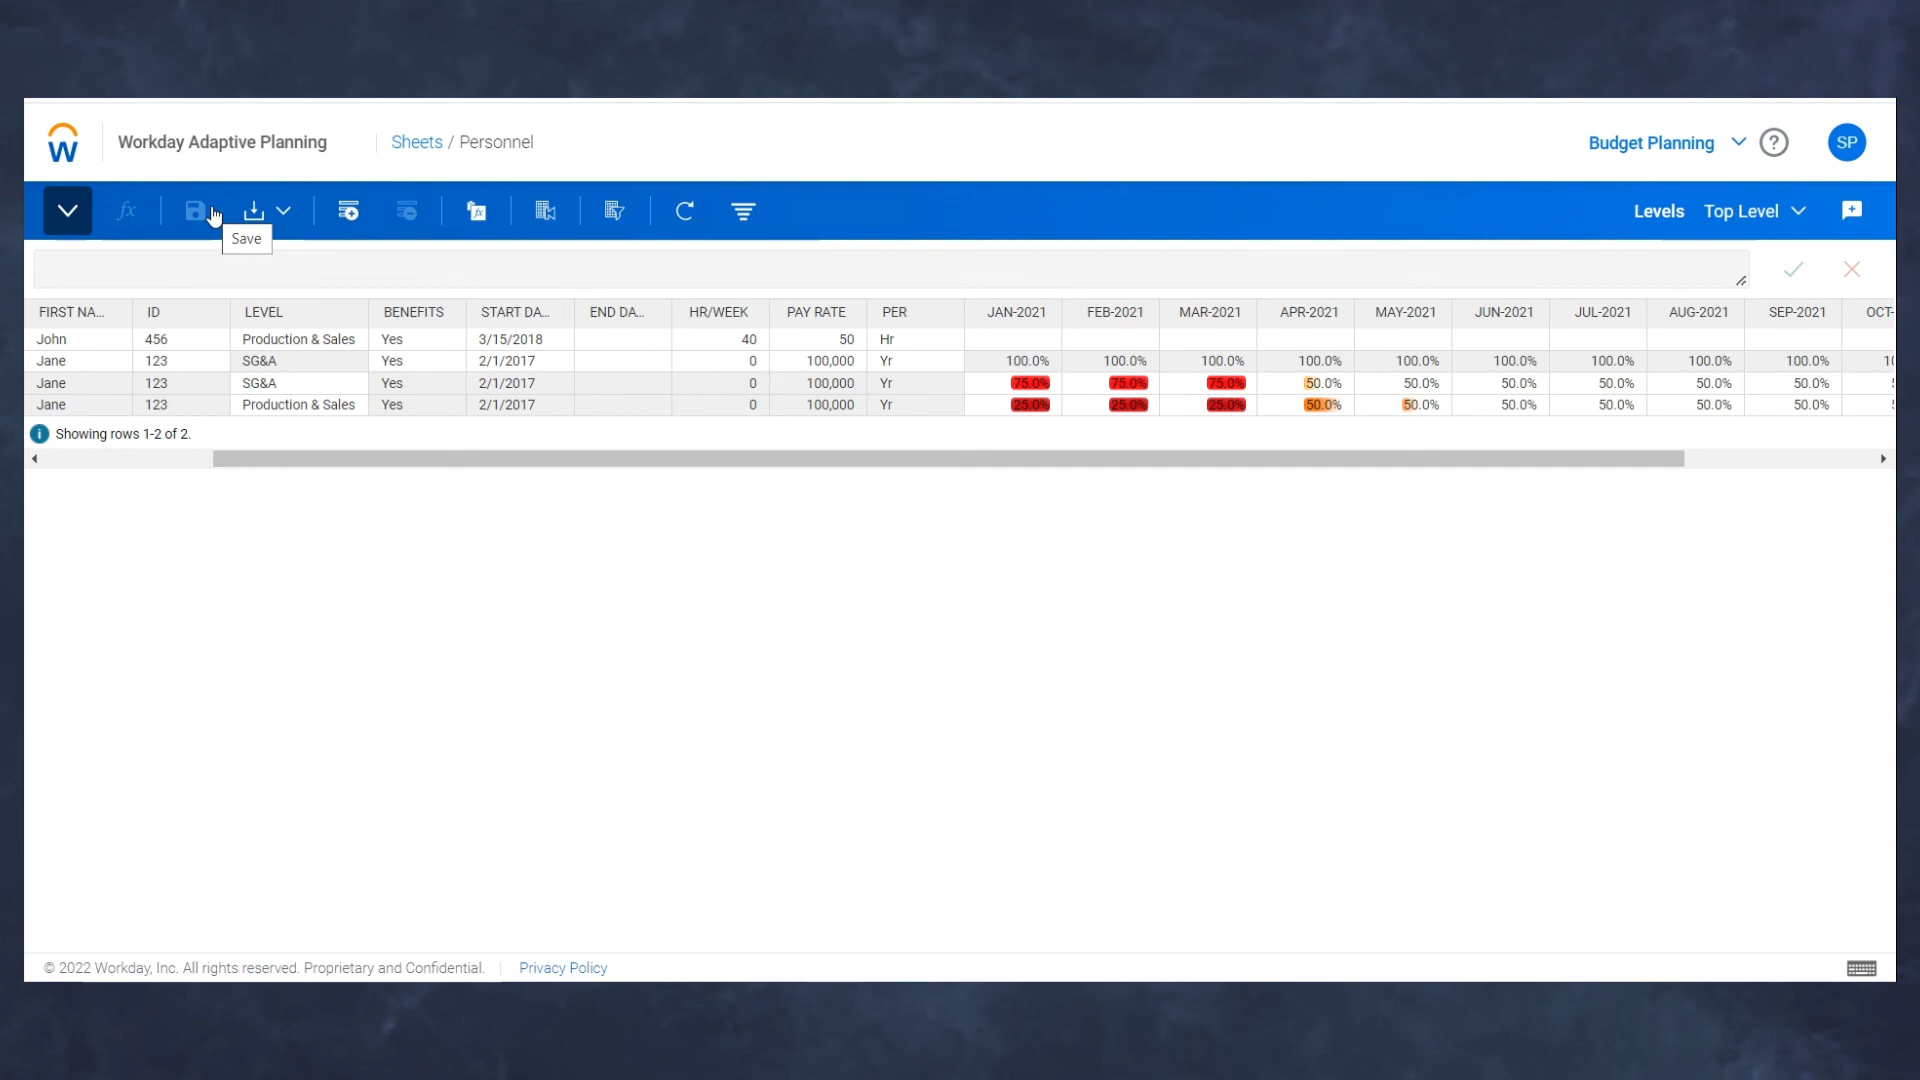 W
Workday Adaptive Planning
Sheets / Personnel
Budget Planning
?
SP
fx
fx
Levels Top Level
Save
FIRST NA... ID LEVEL BENEFITS START DA... END DA... HR/WEEK PAY RATE PER JAN-2021 FEB-2021 MAR-2021 APR-2021 MAY-2021 JUN-2021 JUL-2021 AUG-2021 SEP-2021 OCT-
John 456 Production & Sales Yes 3/15/2018 40 50 Hr
Jane 123 SG&A Yes 2/1/2017 0 100,000 Yr 100.0% 100.0% 100.0% 100.0% 100.0% 100.0% 100.0% 100.0% 100.0%
Jane 123 SG&A Yes 2/1/2017 0 100,000 Yr 75.0% 75.0% 75.0% 50.0% 50.0% 50.0% 50.0% 50.0% 50.0%
Jane 123 Production & Sales Yes 2/1/2017 0 100,000 Yr 25.0% 25.0% 25.0% 50.0% 50.0% 50.0% 50.0% 50.0% 50.0%
i Showing rows 1-2 of 2.
© 2022 Workday, Inc. All rights reserved. Proprietary and Confidential. Privacy Policy